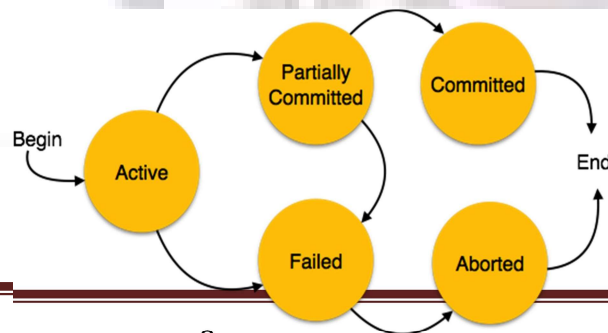 Partially
Committed
Committed
Begin
Active
End
Failed
Aborted